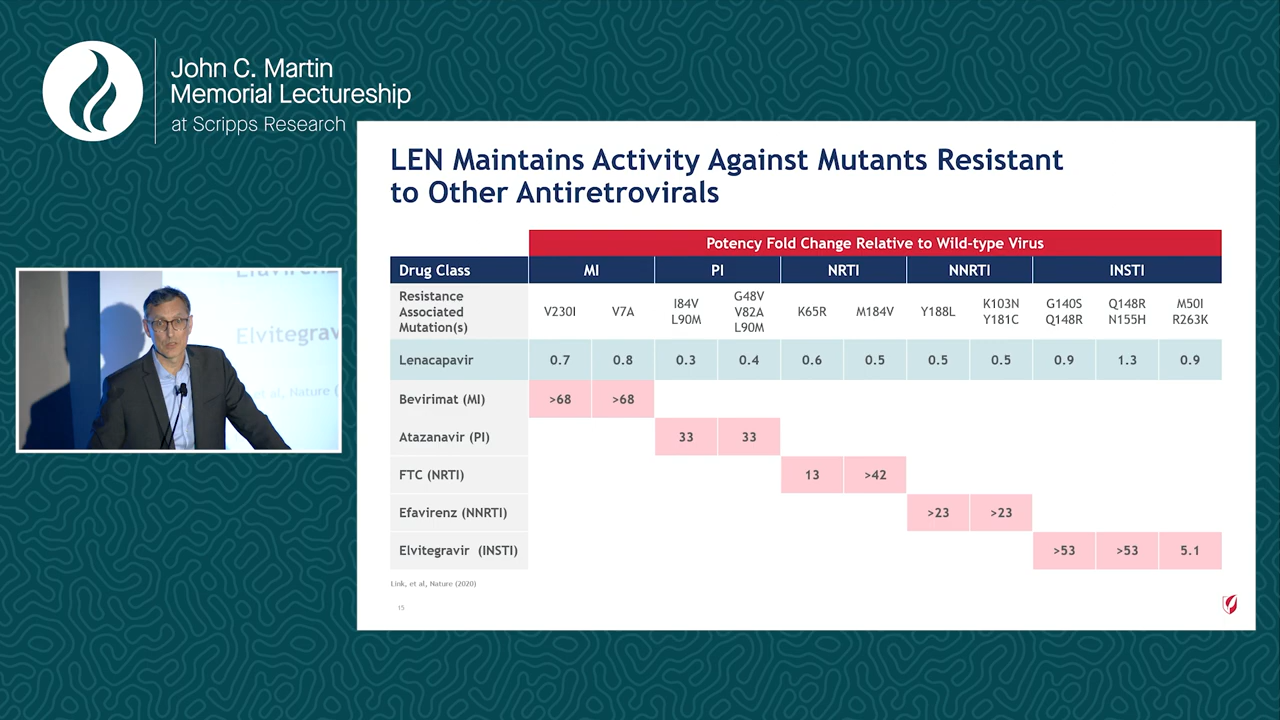 John C. Martin
Memorial Lectureship
at Scripps Research
LEN Maintains Activity Against Mutants Resistant
to Other Antiretrovirals
Potency Fold Change Relative to Wild-type Virus
Drug Class MI PI NRTI NNRTI INSTI
Resistance
Associated
Mutation(s)
V230I V7A I84V L90M G48V V82A L90M K65R M184V Y188L K103N Y181C G140S Q148R Q148R N155H M50I R263K
Lenacapavir 0.7 0.8 0.3 0.4 0.6 0.5 0.5 0.5 0.9 1.3 0.9
Bevirimat (MI) >68 >68
Atazanavir (PI) 33 33
FTC (NRTI) 13 >42
Efavirenz (NNRTI) >23 >23
Elvitegravir (INSTI) >53 >53 5.1
Link, et al, Nature (2020)
15
Efavirenz
Elvitegrav
et al, Nature (